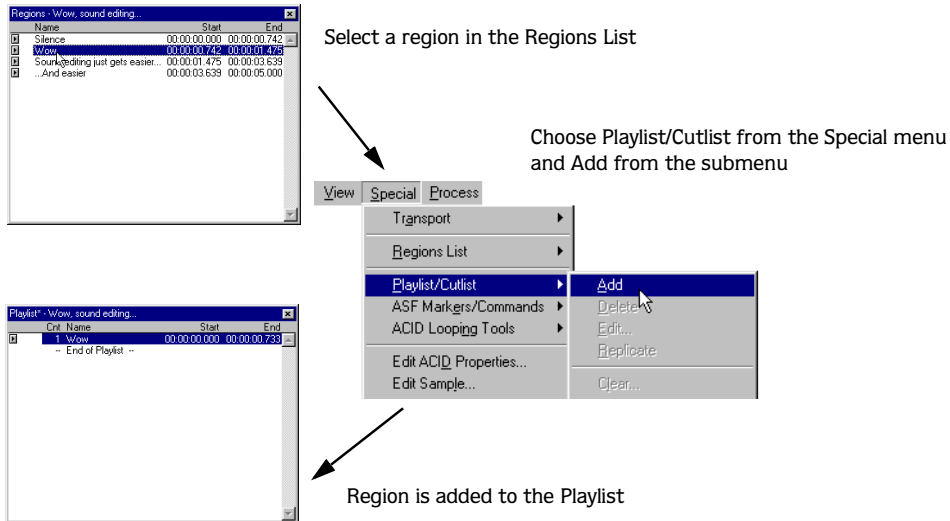 Regions - Wow, sound editing...
Name Start End
Silence 00:00:00.000 00:00:00.742
Wow 00:00:00.742 00:00:01.475
Sound editing just gets easier... 00:00:01.475 00:00:03.639
...And easier 00:00:03.639 00:00:05.000
Select a region in the Regions List
Choose Playlist/Cutlist from the Special menu
and Add from the submenu
View Special Process
Transport
Regions List
Playlist/Cutlist
ASF Markers/Commands
ACID Looping Tools
Edit ACID Properties...
Edit Sample...
Add
Delete
Edit...
Replicate
Clear...
Playlist* - Wow, sound editing...
Cnt Name Start End
1 Wow 00:00:00.000 00:00:00.733
-- End of Playlist --
Region is added to the Playlist